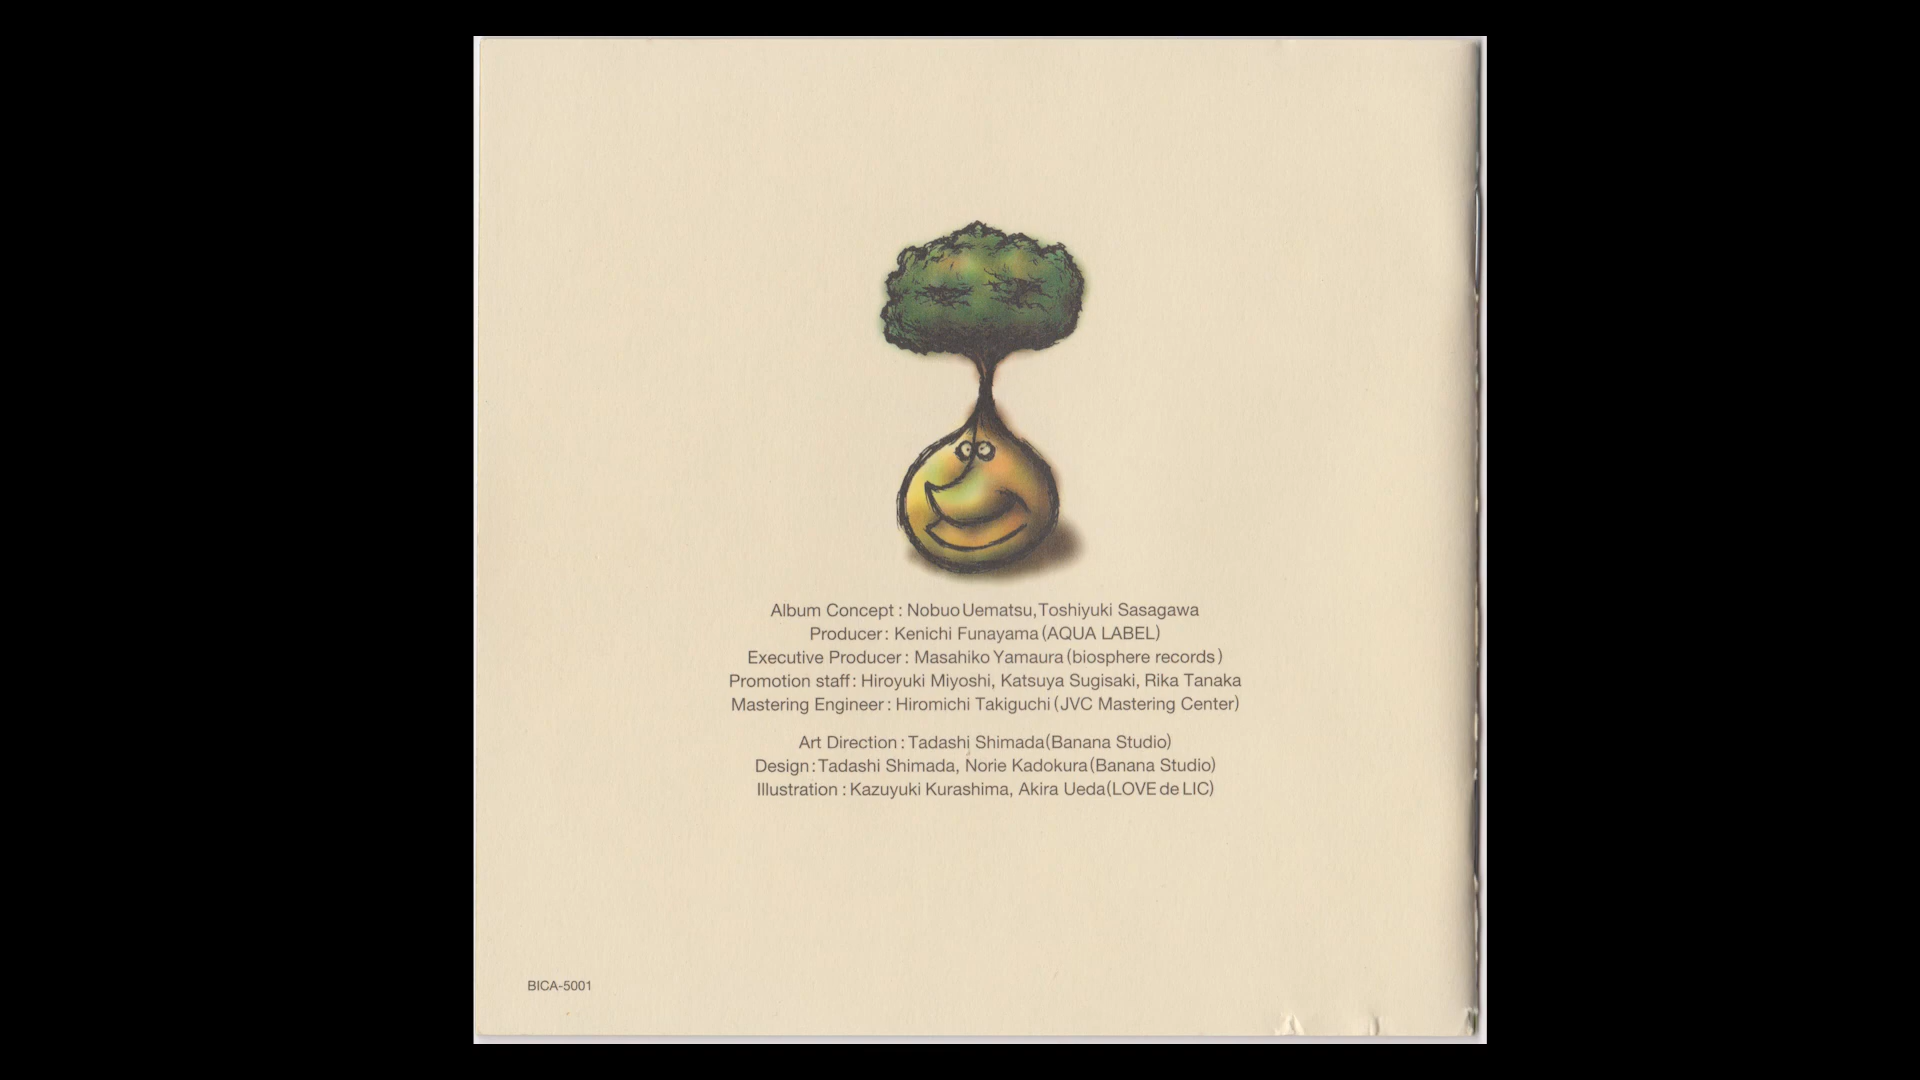 Album Concept : Nobuo Uematsu, Toshiyuki Sasagawa
Producer : Kenichi Funayama (AQUA LABEL)
Executive Producer : Masahiko Yamaura (biosphere records)
Promotion staff : Hiroyuki Miyoshi, Katsuya Sugisaki, Rika Tanaka
Mastering Engineer : Hiromichi Takiguchi (JVC Mastering Center)
Art Direction : Tadashi Shimada (Banana Studio)
Design : Tadashi Shimada, Norie Kadokura (Banana Studio)
Illustration : Kazuyuki Kurashima, Akira Ueda (LOVE de LIC)
BICA-5001